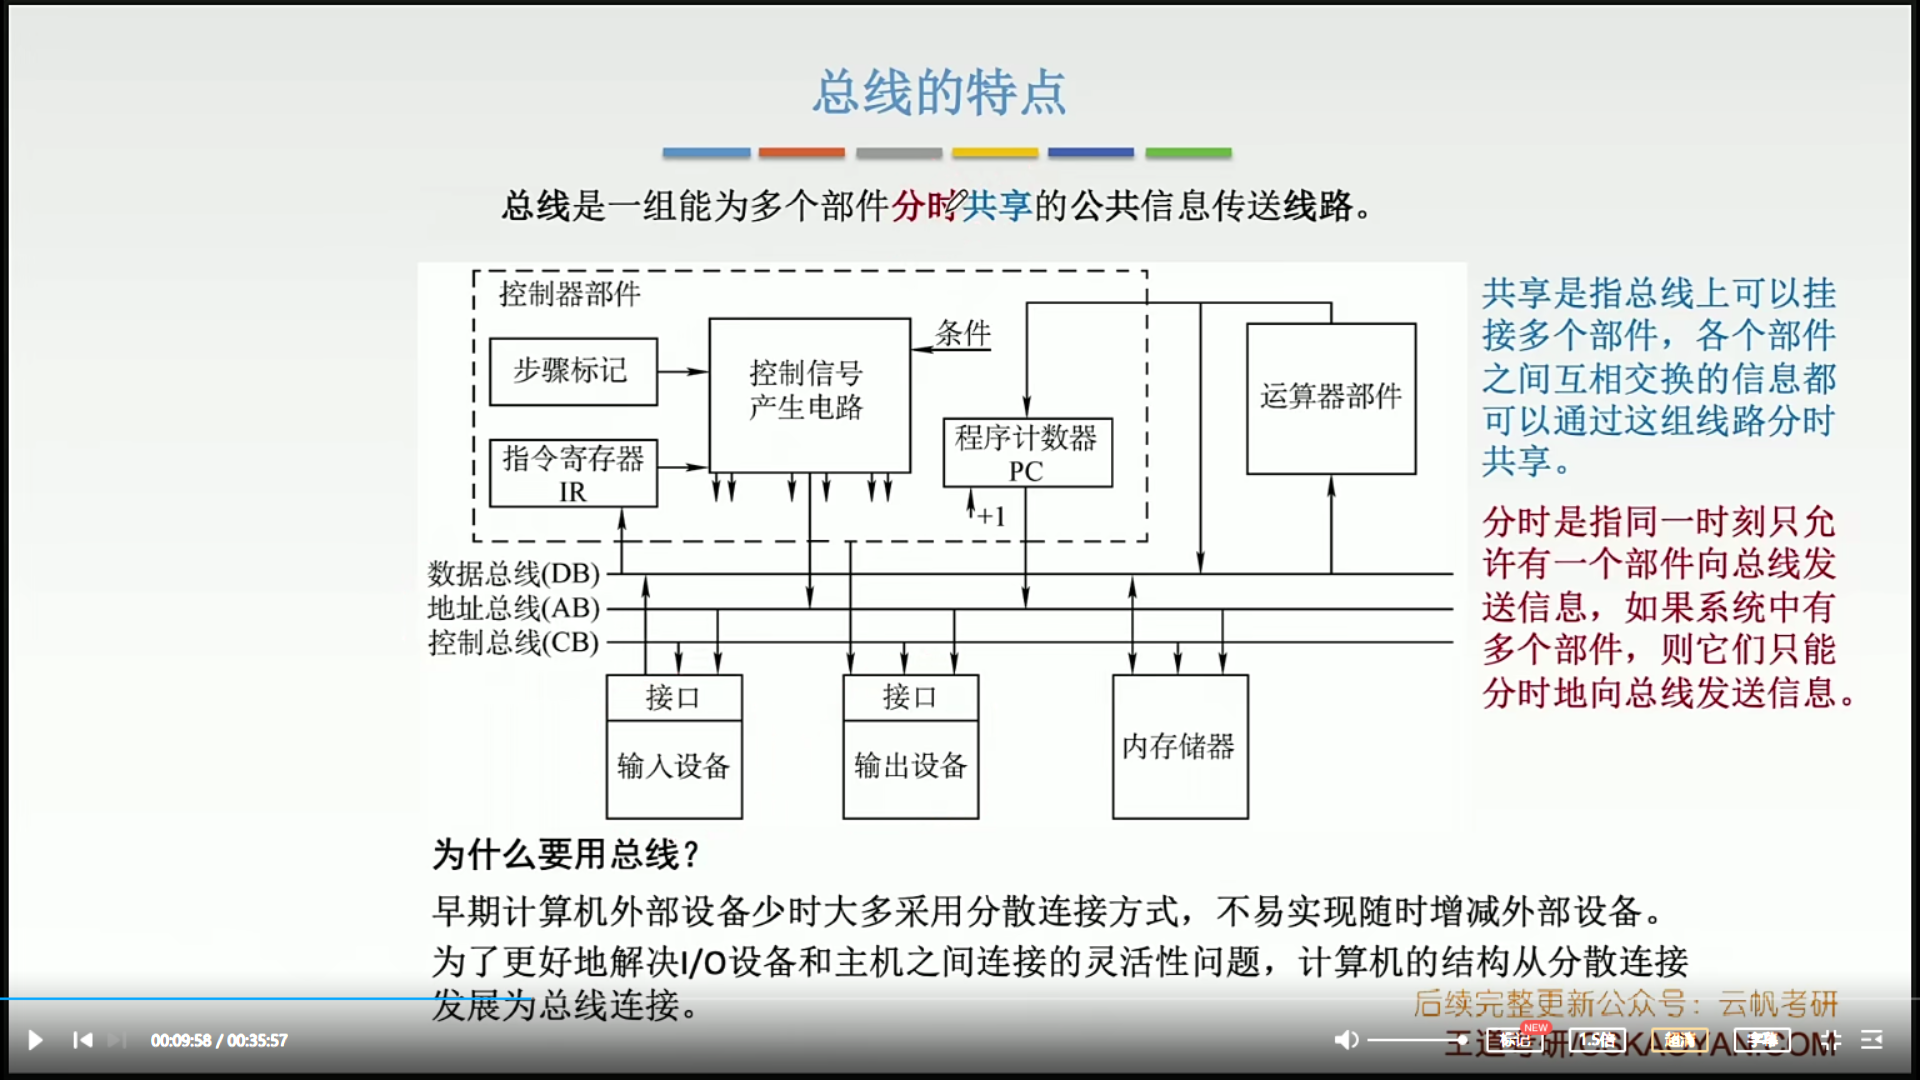 总线的特点
总线是一组能为多个部件分时共享的公共信息传送线路。
控制器部件
步骤标记
指令寄存器
IR
控制信号
产生电路
条件
程序计数器
PC
+1
运算器部件
数据总线(DB)
地址总线(AB)
控制总线(CB)
接口
输入设备
接口
输出设备
内存储器
共享是指总线上可以挂
接多个部件，各个部件
之间互相交换的信息都
可以通过这组线路分时
共享。
分时是指同一时刻只允
许有一个部件向总线发
送信息，如果系统中有
多个部件，则它们只能
分时地向总线发送信息。
为什么要用总线？
早期计算机外部设备少时大多采用分散连接方式，不易实现随时增减外部设备。
为了更好地解决I/O设备和主机之间连接的灵活性问题，计算机的结构从分散连接
发展为总线连接。
后续完整更新公众号：云帆考研
王道考研/CSKAOYAN.COM
00:09:58 / 00:35:57
标记
NEW
1.5倍
超清
字幕